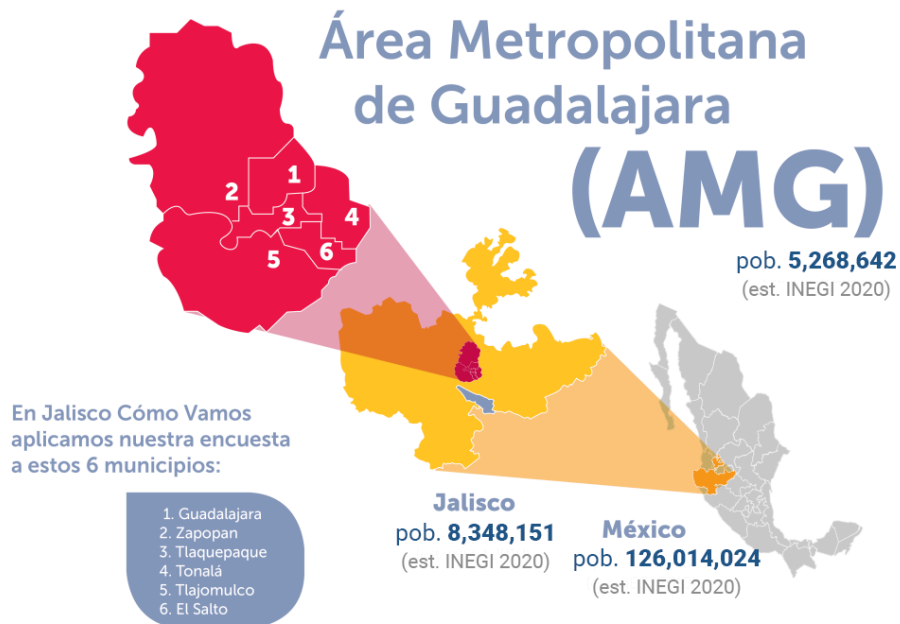 Área Metropolitana
de Guadalajara
(AMG)
pob. 5,268,642
(est. INEGI 2020)
1
2
3
4
5
6
En Jalisco Cómo Vamos
aplicamos nuestra encuesta
a estos 6 municipios:
1. Guadalajara
2. Zapopan
3. Tlaquepaque
4. Tonalá
5. Tlajomulco
6. El Salto
Jalisco
pob. 8,348,151
(est. INEGI 2020)
México
pob. 126,014,024
(est. INEGI 2020)